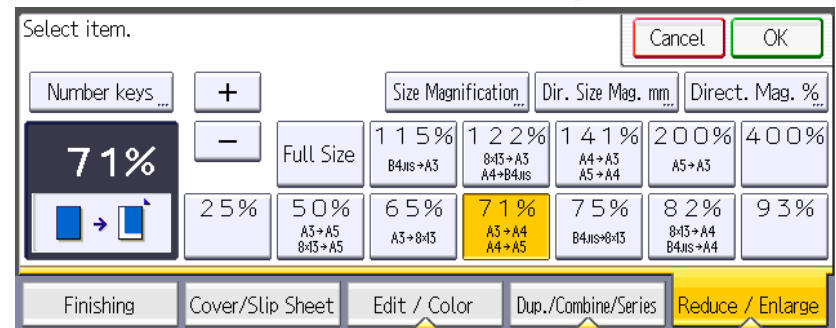 Select item.
Cancel
OK
Number keys
+
Size Magnification
Dir. Size Mag. mm
Direct. Mag. %
71%
−
Full Size
115%
B4JIS→A3
122%
8x13→A3
A4→B4JIS
141%
A4→A3
A5→A4
200%
A5→A3
400%
25%
50%
A3→A5
8x13→A5
65%
A3→8x13
71%
A3→A4
A4→A5
75%
B4JIS→8x13
82%
8x13→A4
B4JIS→A4
93%
Finishing
Cover/Slip Sheet
Edit / Color
Dup./Combine/Series
Reduce / Enlarge